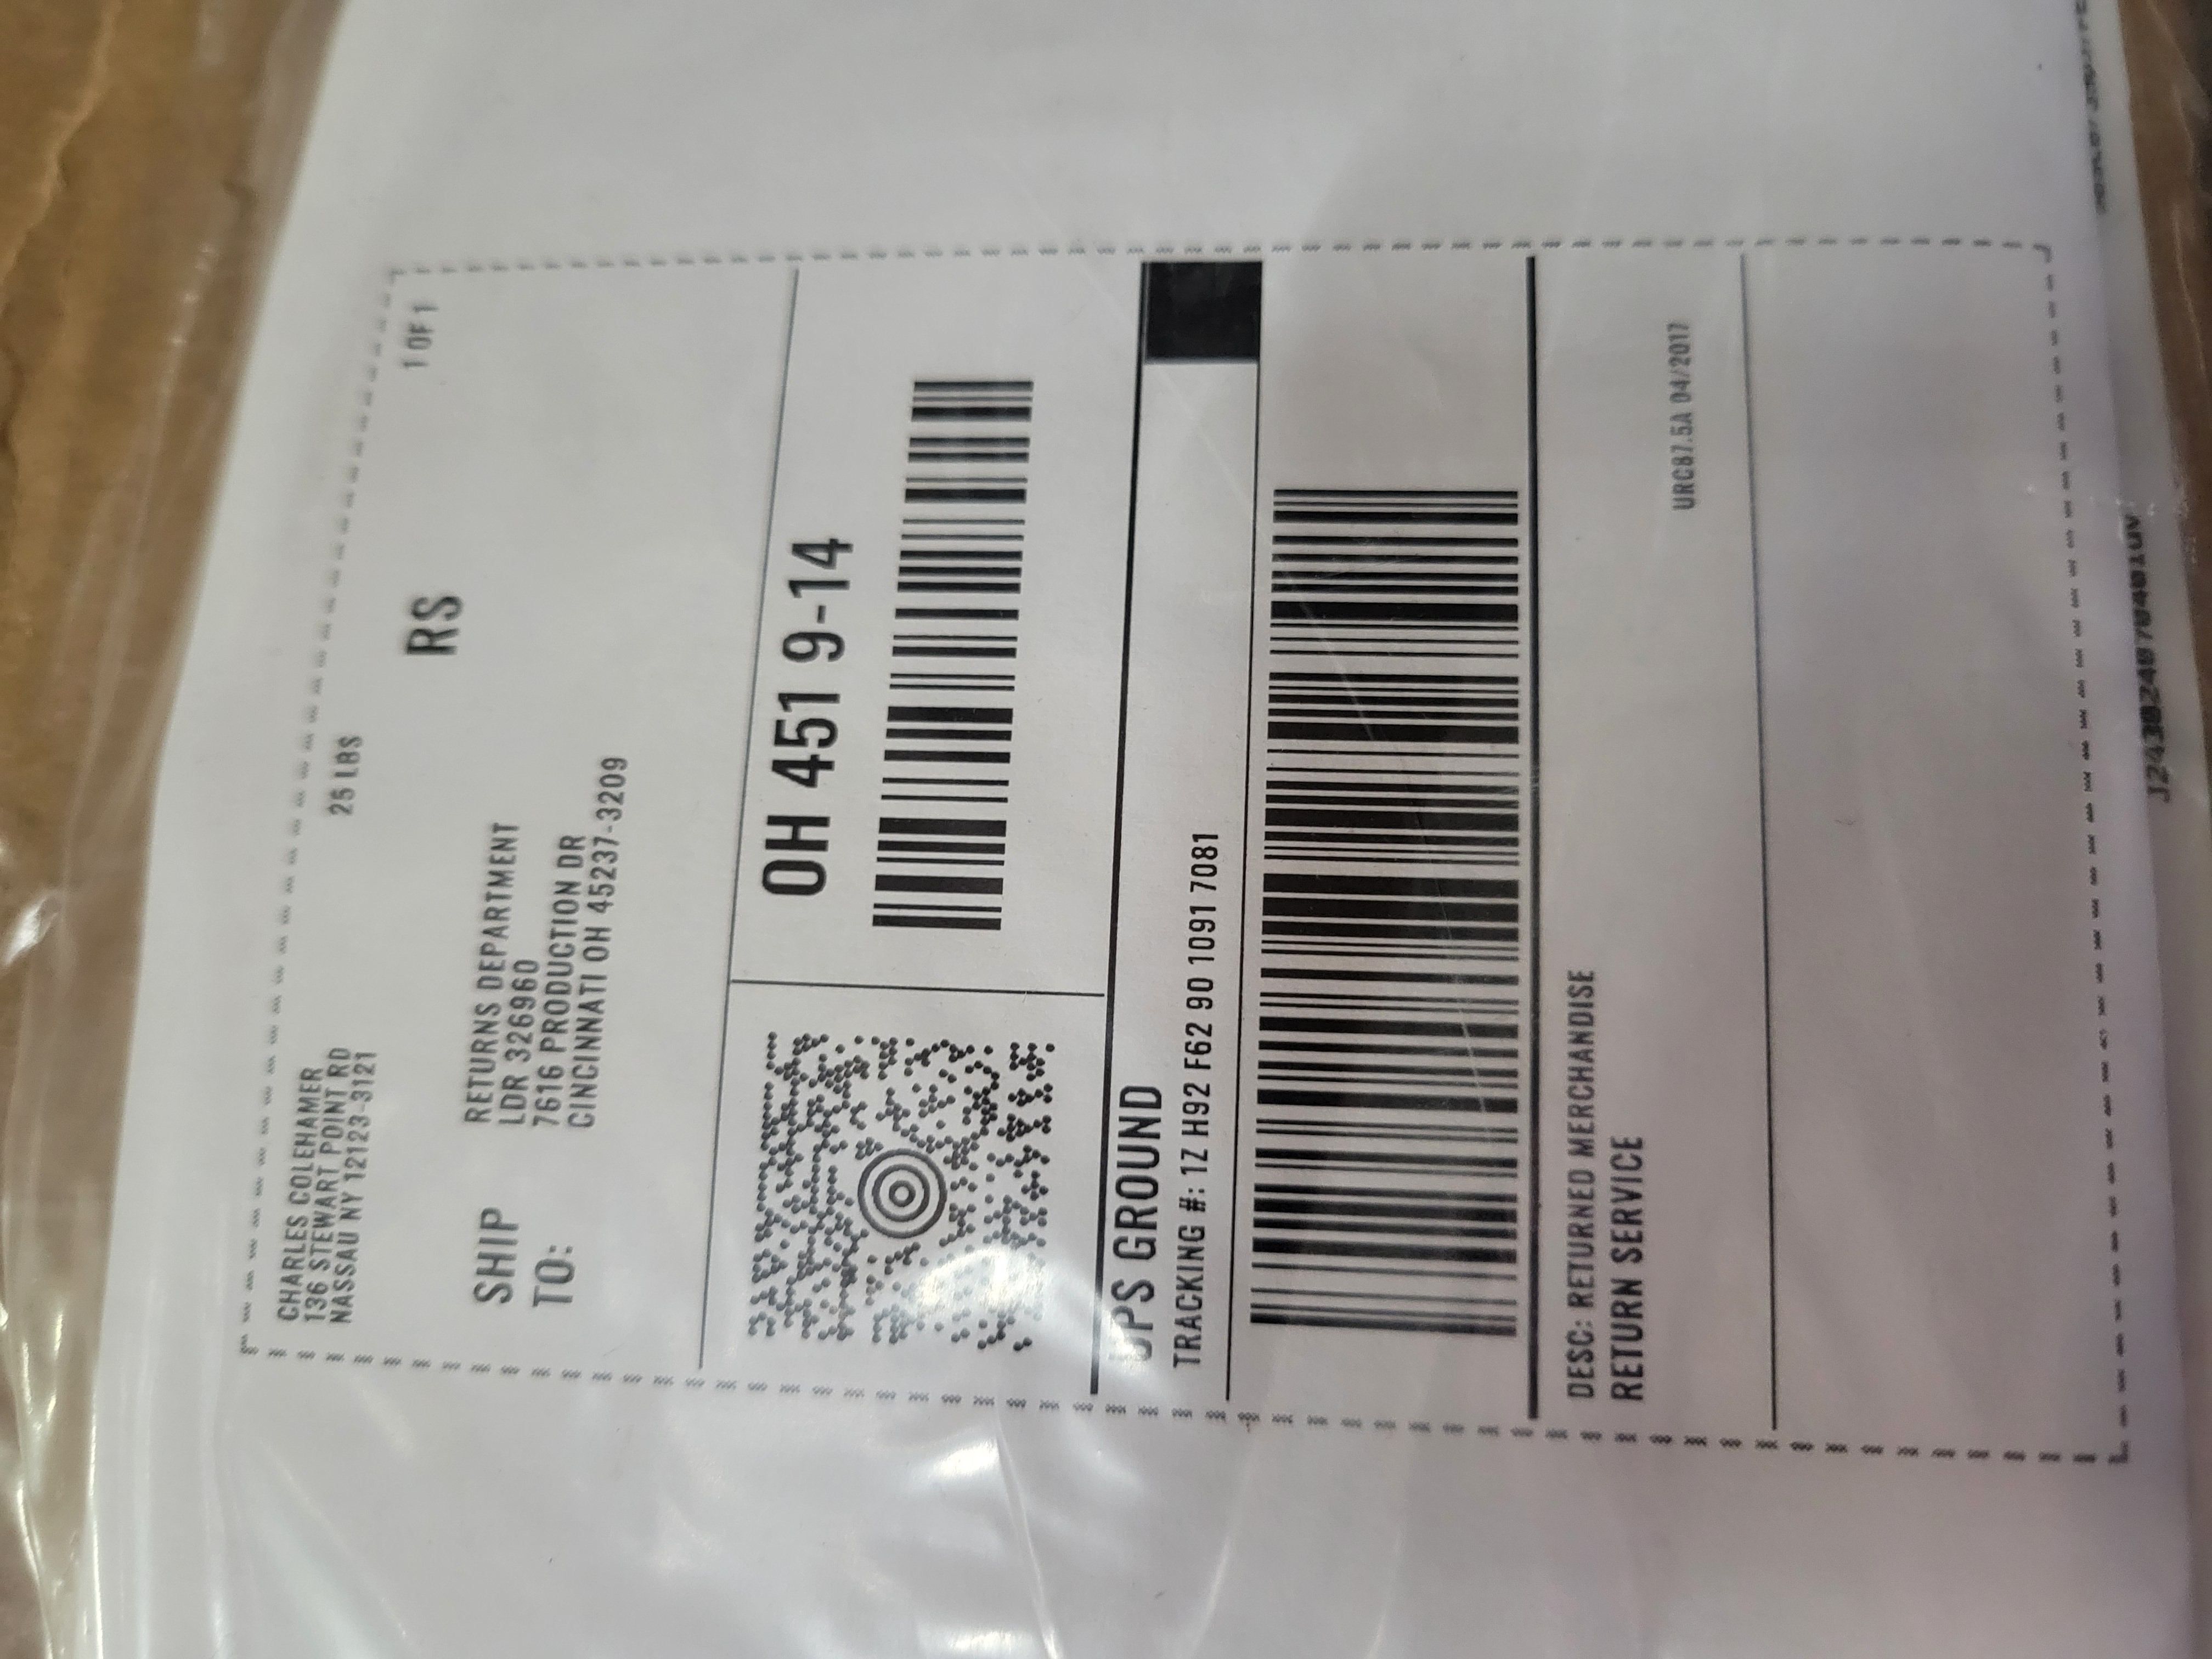 CHARLES COLEHAMER
136 STEWART POINT RD
NASSAU NY 12123-3121
25 LBS
1 OF 1
RS
SHIP
TO:
RETURNS DEPARTMENT
LDR 326960
7616 PRODUCTION DR
CINCINNATI OH 45237-3209
OH 451 9-14
UPS GROUND
TRACKING #: 1Z H92 F62 90 1091 7081
DESC: RETURNED MERCHANDISE
RETURN SERVICE
URC87.5A 04/2017